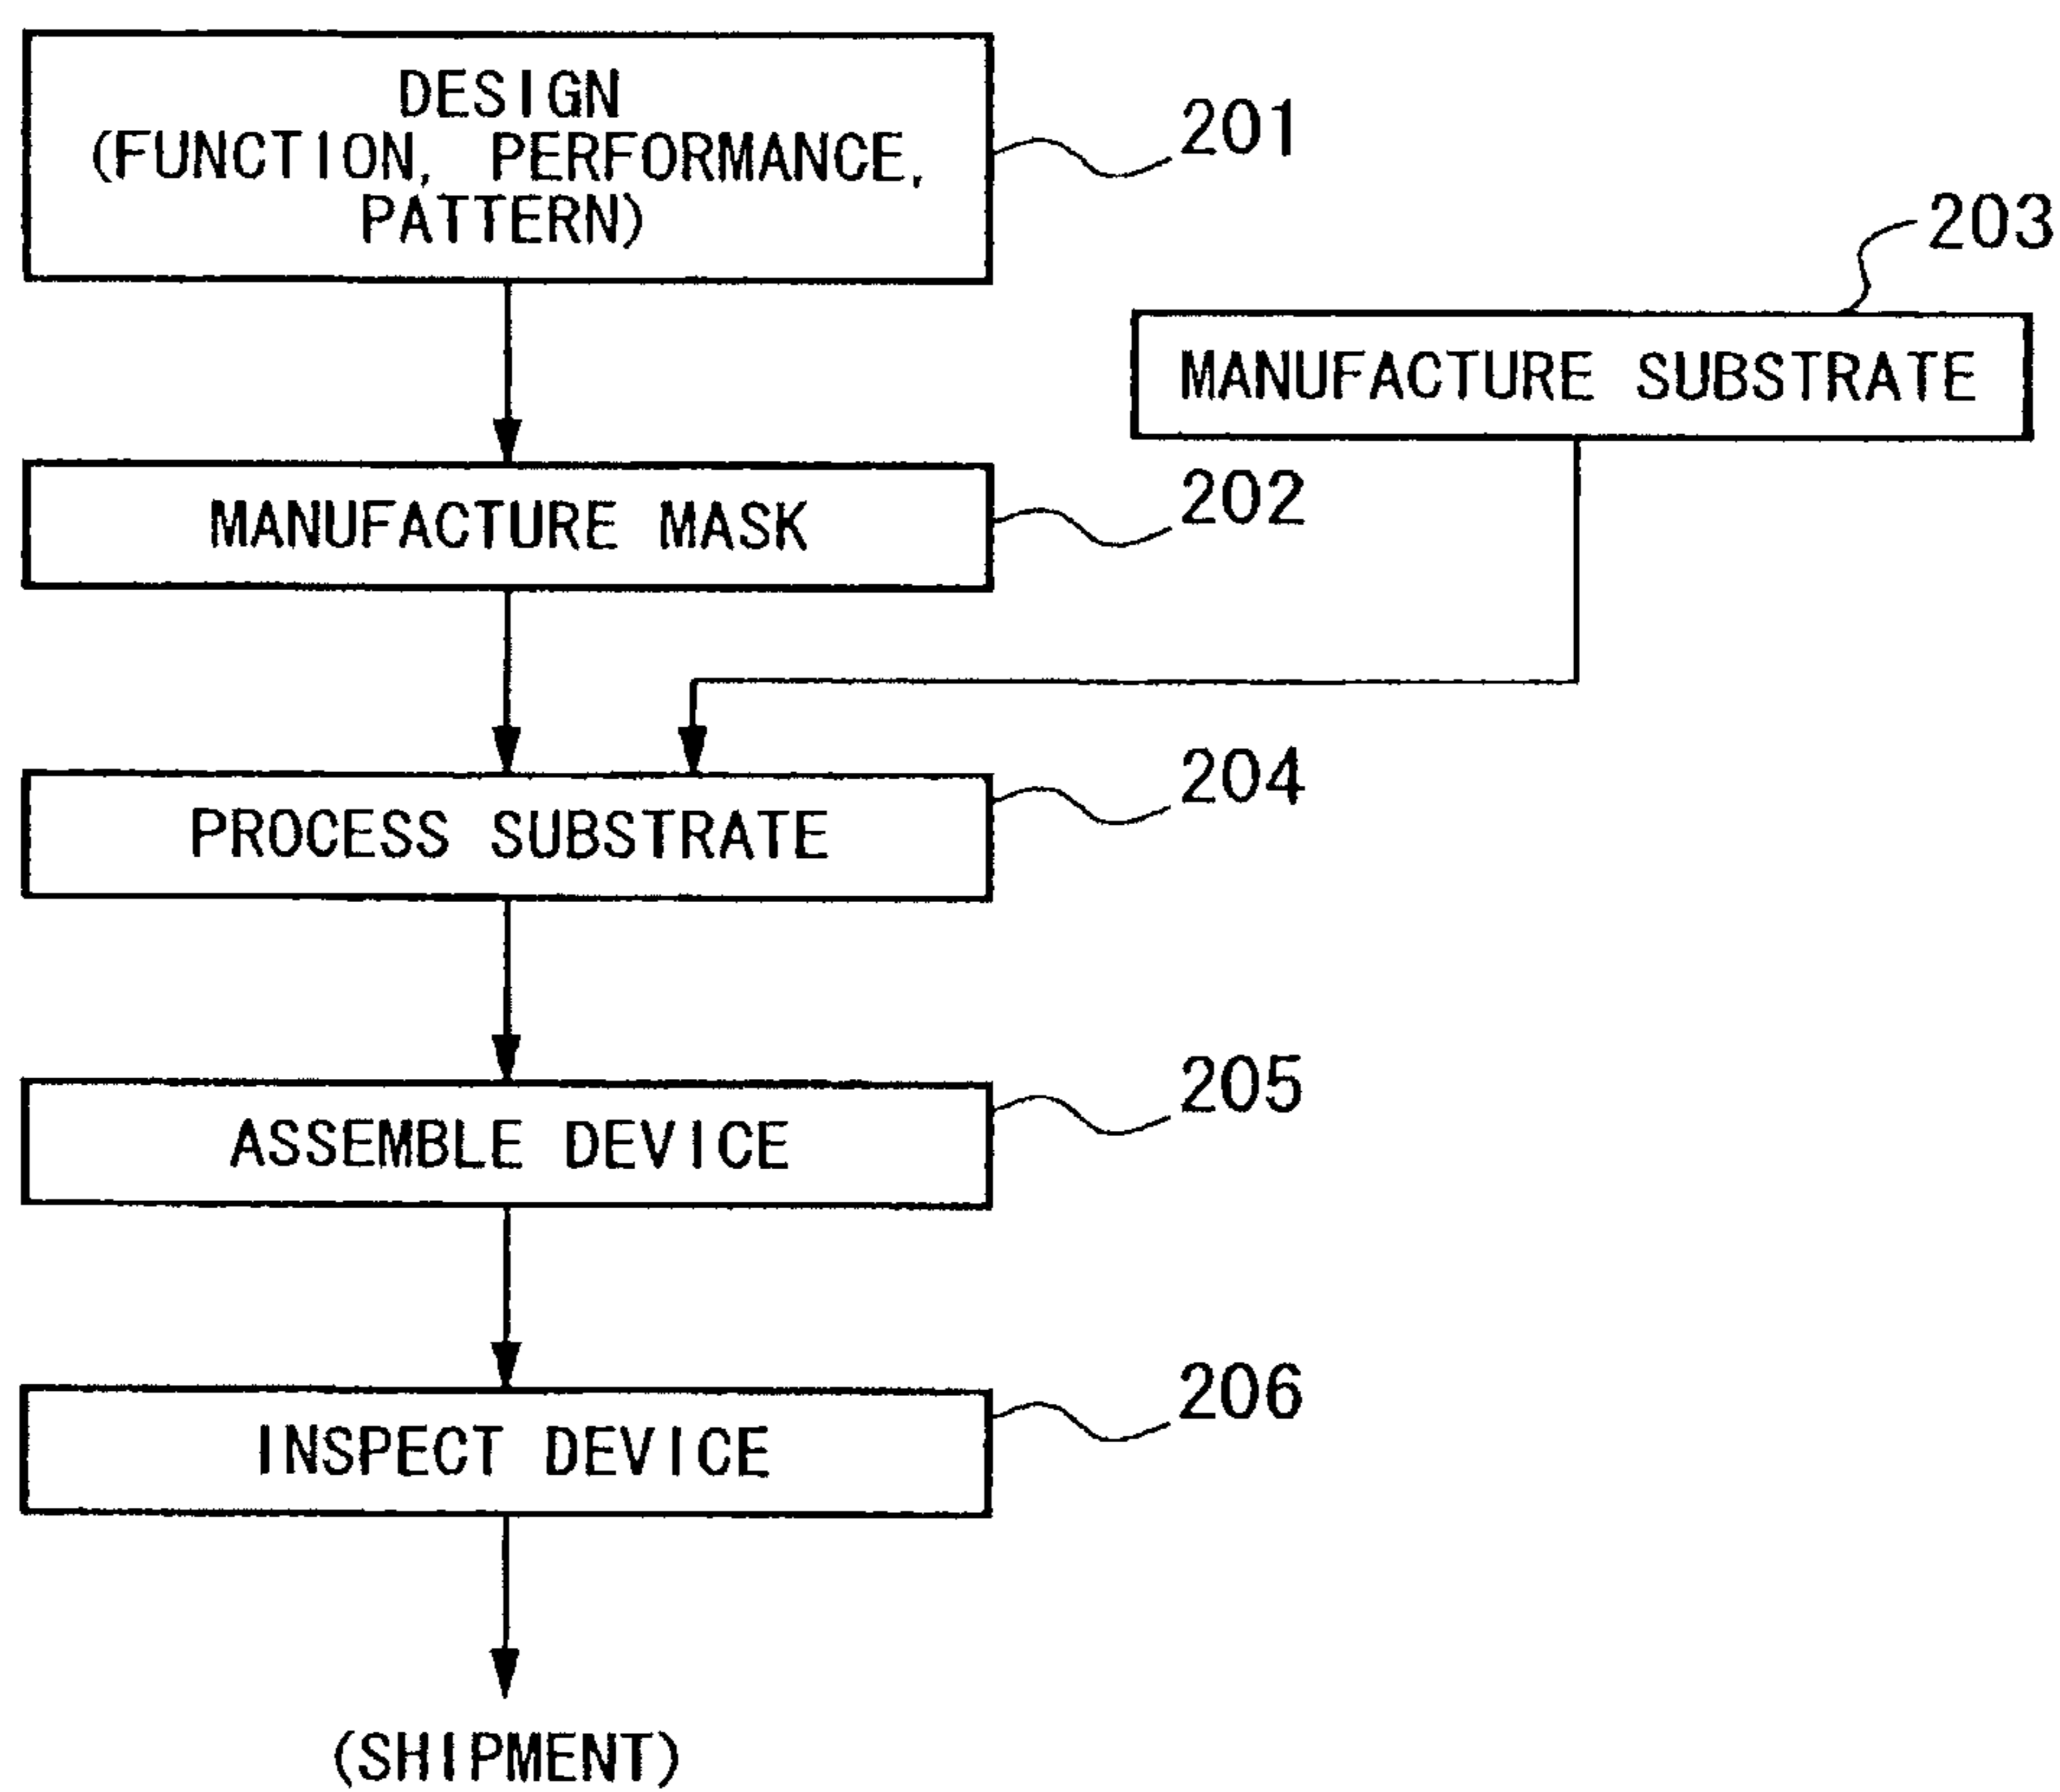 DESIGN
(FUNCTION, PERFORMANCE,
PATTERN)
201
203
MANUFACTURE SUBSTRATE
MANUFACTURE MASK
202
PROCESS SUBSTRATE
204
ASSEMBLE DEVICE
205
INSPECT DEVICE
206
(SHIPMENT)